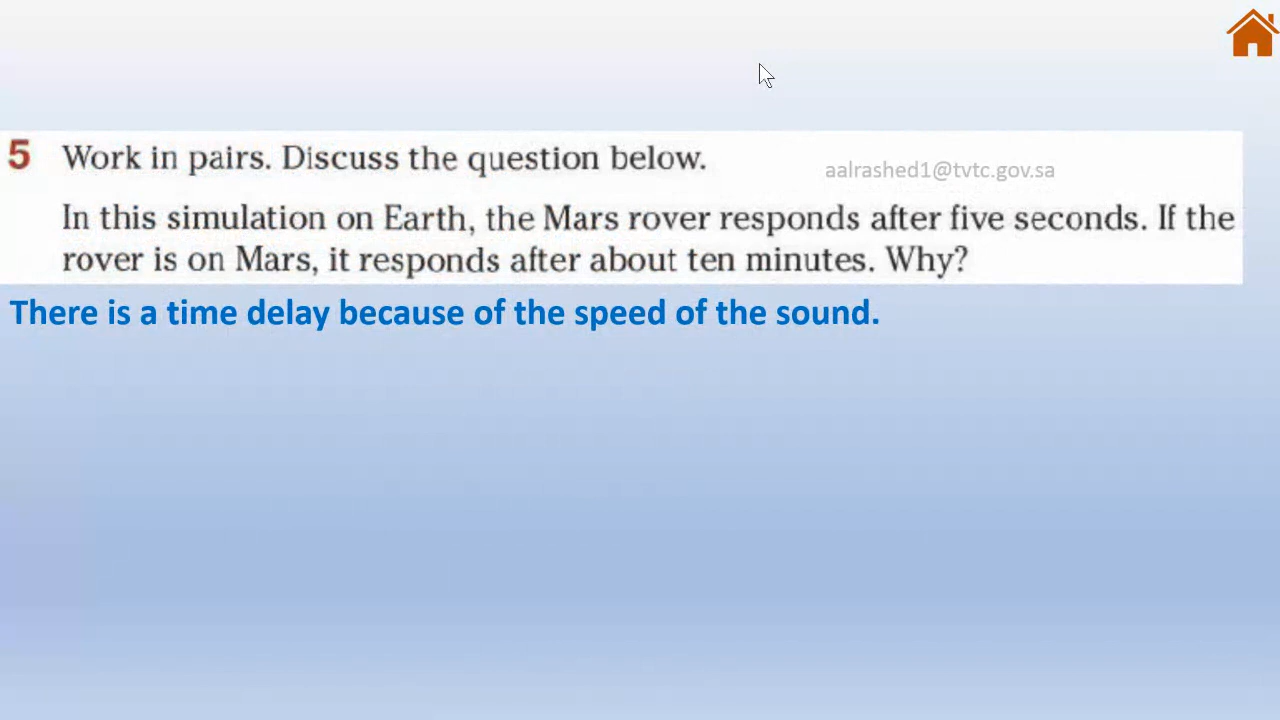 5 Work in pairs. Discuss the question below.
aalrashed1@tvtc.gov.sa
In this simulation on Earth, the Mars rover responds after five seconds. If the
rover is on Mars, it responds after about ten minutes. Why?
There is a time delay because of the speed of the sound.